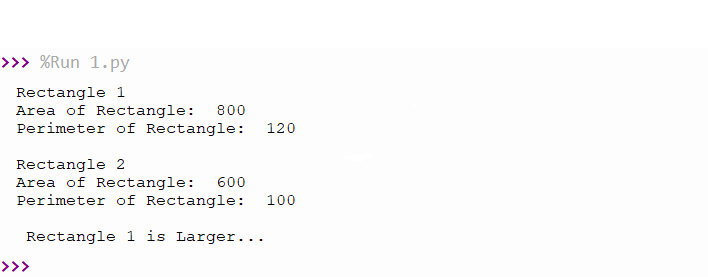 >>> %Run 1.py
Rectangle 1
Area of Rectangle:  800
Perimeter of Rectangle:  120
Rectangle 2
Area of Rectangle:  600
Perimeter of Rectangle:  100
Rectangle 1 is Larger...
>>>